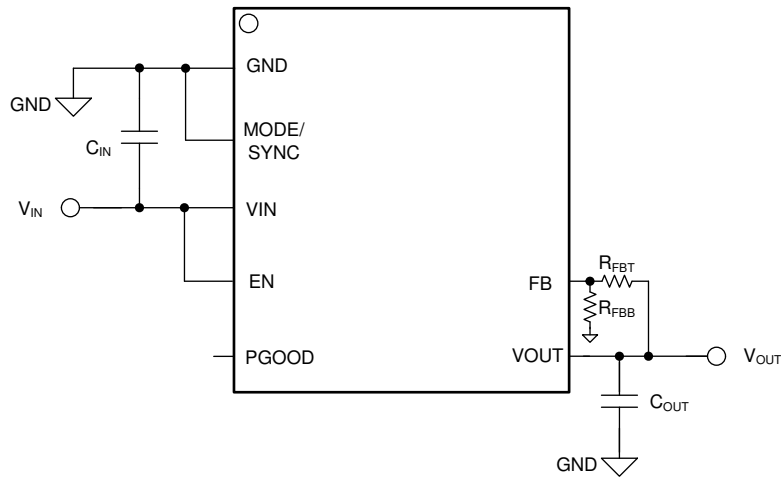 GND
GND
MODE/
SYNC
C_IN
V_IN
VIN
EN
FB
R_FBT
R_FBB
PGOOD
VOUT
V_OUT
C_OUT
GND